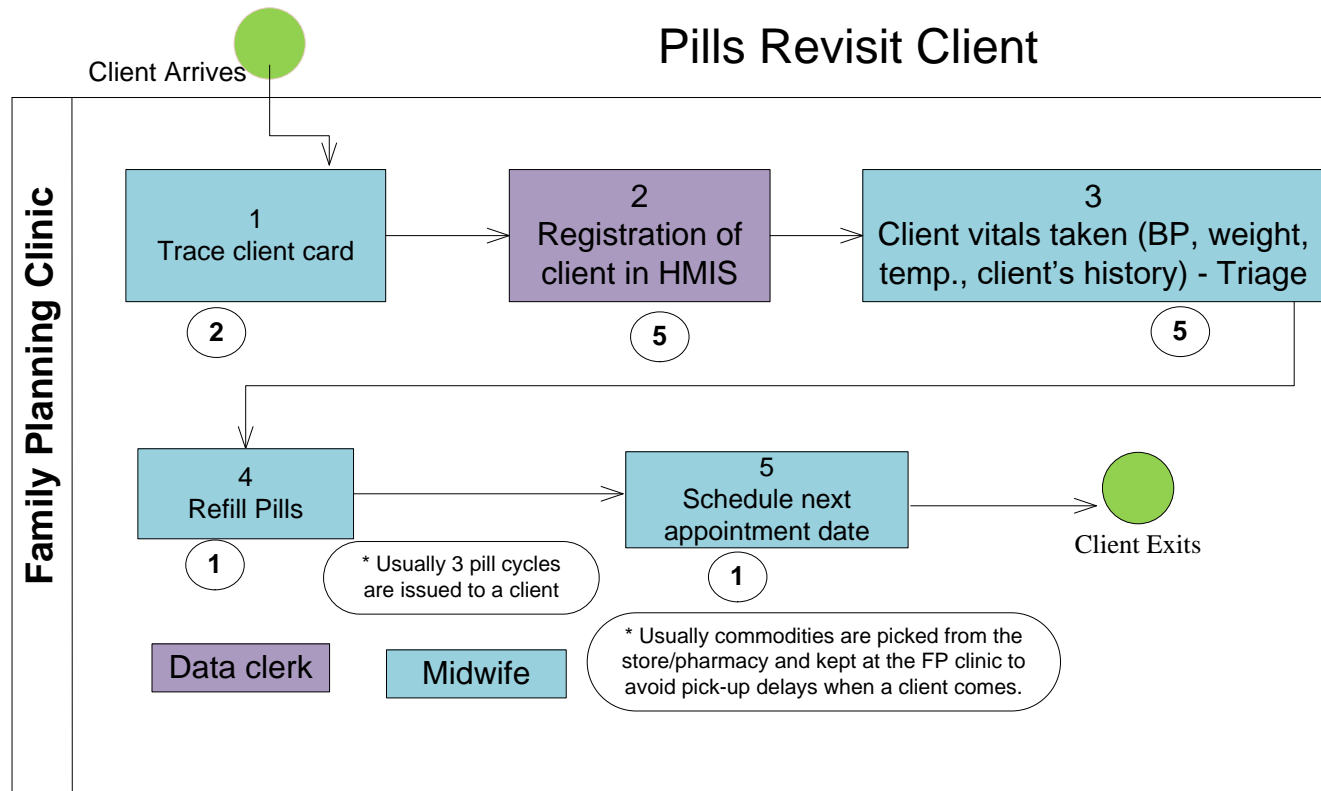 Pills Revisit Client
Client Arrives
Family Planning Clinic
1
Trace client card
2
2
Registration of
client in HMIS
5
3
Client vitals taken (BP, weight,
temp., client's history) - Triage
5
4
Refill Pills
1
* Usually 3 pill cycles
are issued to a client
5
Schedule next
appointment date
1
* Usually commodities are picked from the
store/pharmacy and kept at the FP clinic to
avoid pick-up delays when a client comes.
Client Exits
Data clerk
Midwife